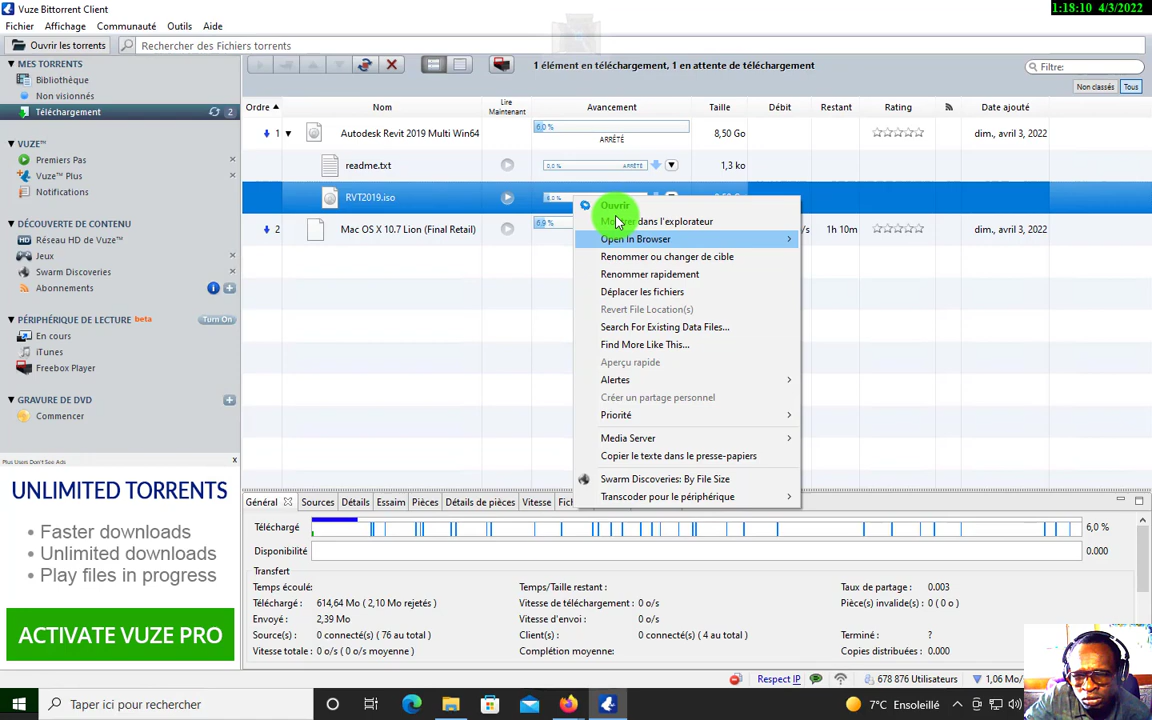 Vuze Bittorrent Client
1:18:10 4/3/2022
Fichier Affichage Communauté Outils Aide
Ouvrir les torrents
Rechercher des Fichiers torrents
MES TORRENTS
Bibliothèque
Non visionnés
Téléchargement 2
VUZE™
Premiers Pas
Vuze™ Plus
Notifications
DÉCOUVERTE DE CONTENU
HD Réseau HD de Vuze™
Jeux
Swarm Discoveries
Abonnements
PÉRIPHÉRIQUE DE LECTURE beta Turn On
En cours
iTunes
Freebox Player
GRAVURE DE DVD
Commencer
Plus Users Don't See Ads x
UNLIMITED TORRENTS
• Faster downloads
• Unlimited downloads
• Play files in progress
ACTIVATE VUZE PRO
1 élément en téléchargement, 1 en attente de téléchargement
Filtre:
Non classés Tous
Ordre Nom Lire Maintenant Avancement Taille Débit Restant Rating Date ajouté
1 Autodesk Revit 2019 Multi Win64 6,0 % ARRÊTÉ 8,50 Go dim., avril 3, 2022
readme.txt 0,0 % ARRÊTÉ 1,3 ko
RVT2019.iso
2 Mac OS X 10.7 Lion (Final Retail) 6,9 % 1h 10m dim., avril 3, 2022
Ouvrir
dans l'explorateur
Open In Browser
Renommer ou changer de cible
Renommer rapidement
Déplacer les fichiers
Revert File Location(s)
Search For Existing Data Files...
Find More Like This...
Aperçu rapide
Alertes
Créer un partage personnel
Priorité
Media Server
Copier le texte dans le presse-papiers
Swarm Discoveries: By File Size
Transcoder pour le périphérique
Général Sources Détails Essaim Pièces Détails de pièces Vitesse
Téléchargé 6,0 %
Disponibilité 0.000
Transfert
Temps écoulé: Temps/Taille restant : Taux de partage : 0.003
Téléchargé : 614,64 Mo ( 2,10 Mo rejetés ) Vitesse de téléchargement : 0 o/s Pièce(s) invalide(s) : 0 ( 0 o )
Envoyé : 2,39 Mo Vitesse d'envoi : 0 o/s
Source(s) : 0 connecté(s) ( 76 au total ) Client(s) : 0 connecté(s) ( 4 au total ) Terminé : ?
Vitesse totale : 0 o/s ( 0 o/s moyenne ) Complétion moyenne: Copies distribuées : 0.000
Respect IP 678 876 Utilisateurs 1,06 Mo/
Taper ici pour rechercher
7°C Ensoleillé